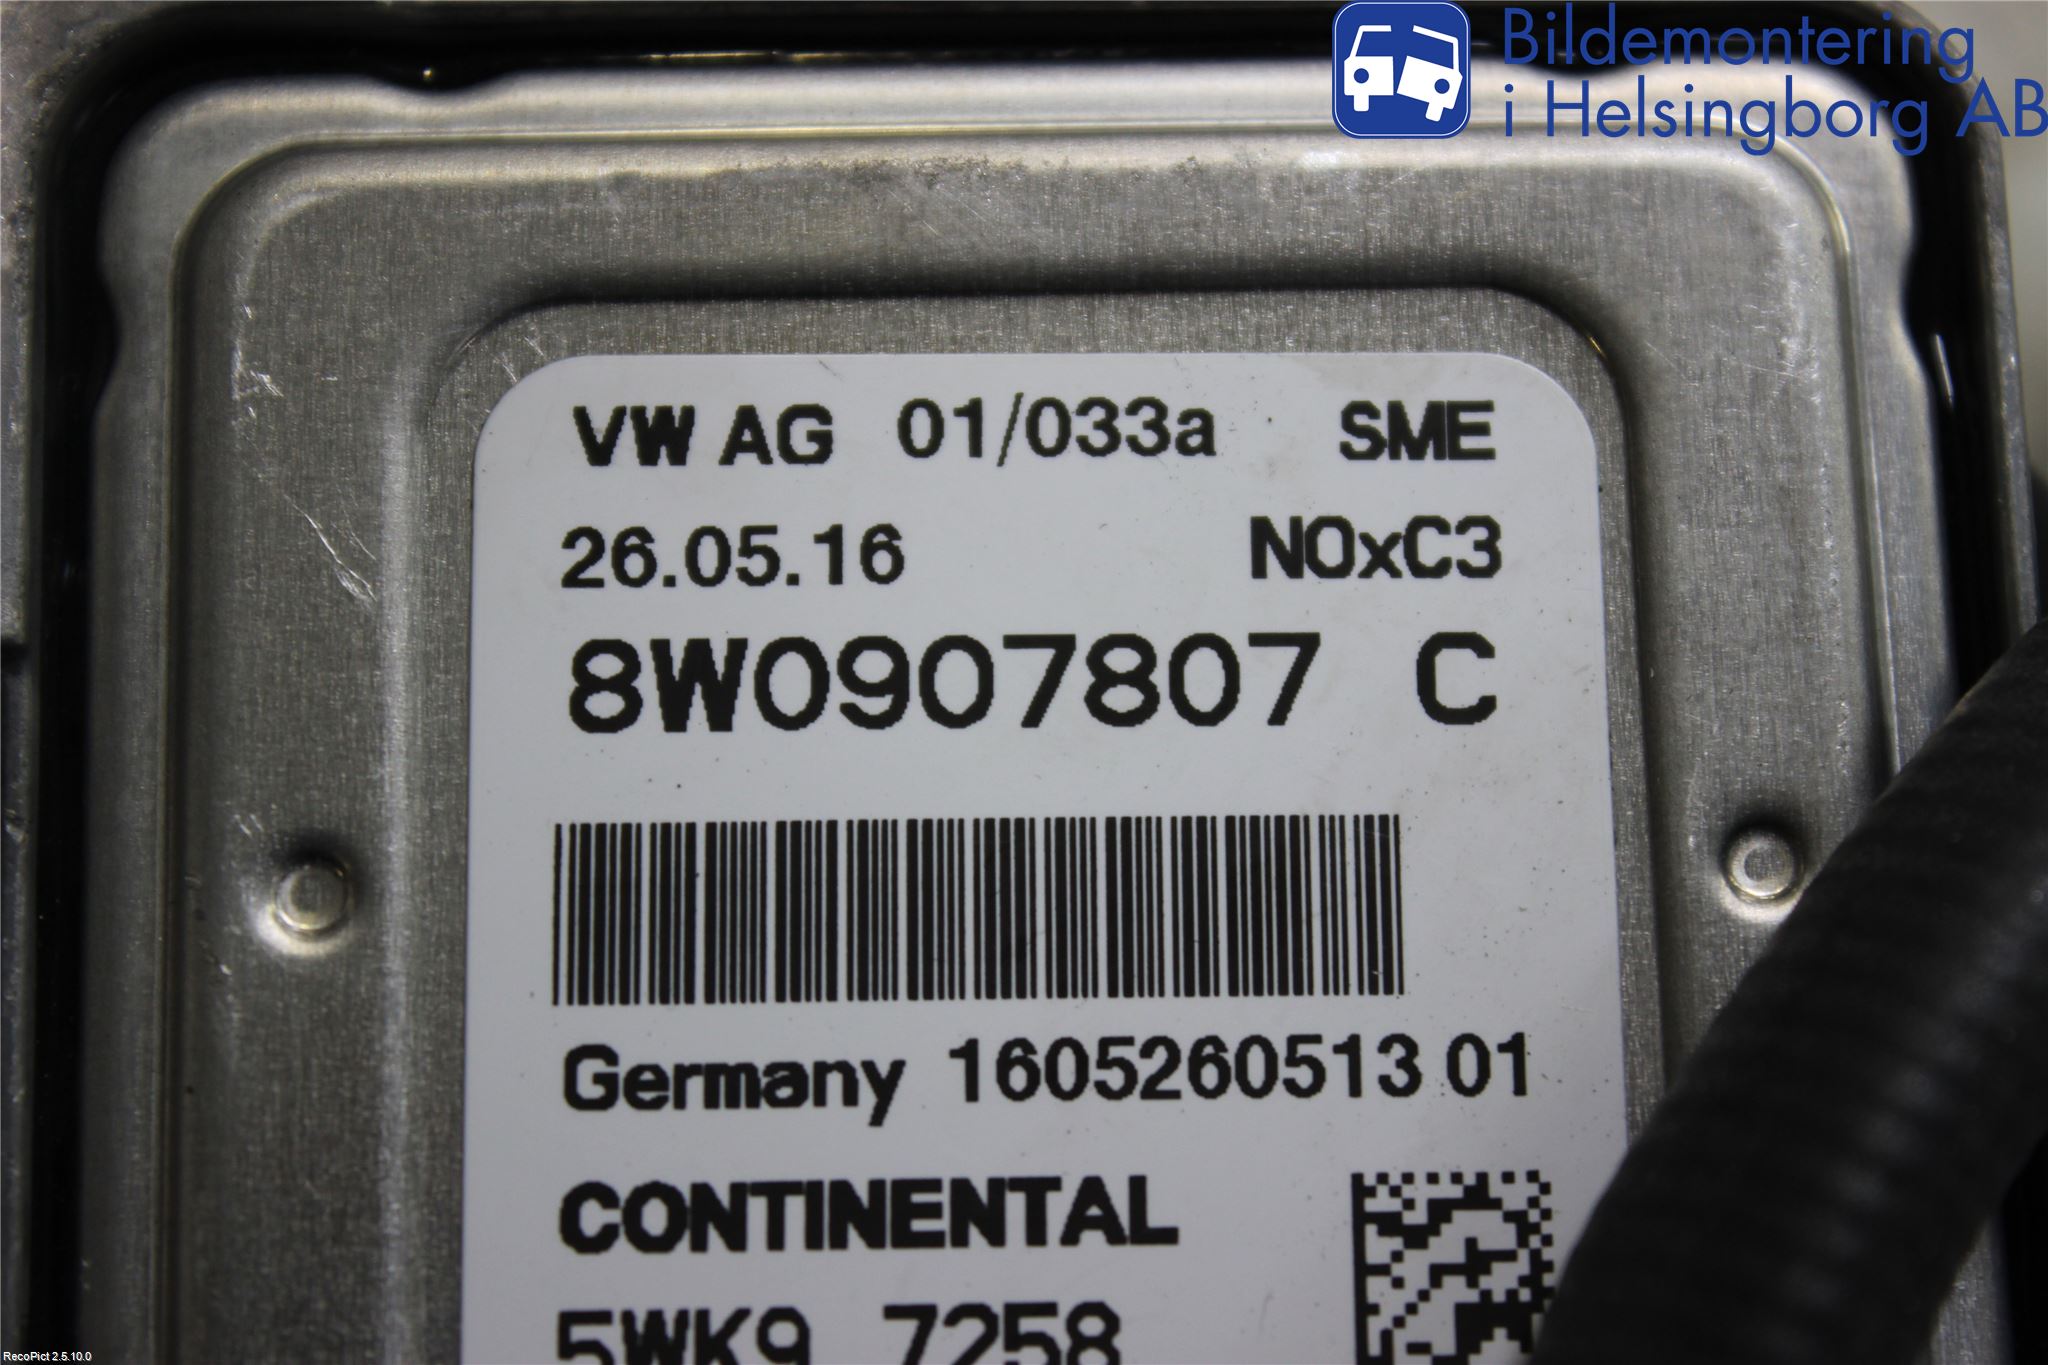 Bildemontering
i Helsingborg AB
VW AG 01/033a SME
26.05.16 NOxC3
8W0907807 C
Germany 1605260513 01
CONTINENTAL
5WK9 7258
RecoPict 2.5.10.0